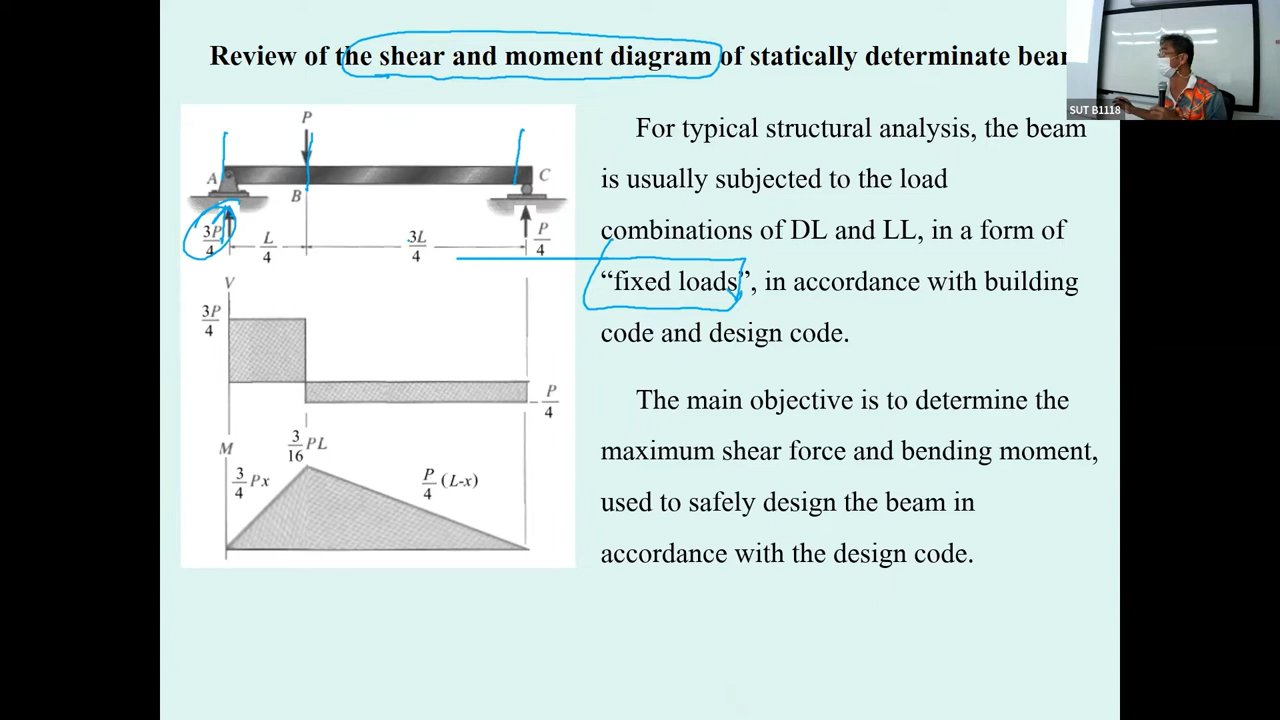 Review of the shear and moment diagram of statically determinate bear
SUT B1118
P
A
B
C
3P/4
L/4
3L/4
P/4
V
3P/4
- P/4
M
3/16 PL
3/4 Px
P/4 (L-x)
For typical structural analysis, the beam
is usually subjected to the load
combinations of DL and LL, in a form of
“fixed loads”, in accordance with building
code and design code.
The main objective is to determine the
maximum shear force and bending moment,
used to safely design the beam in
accordance with the design code.